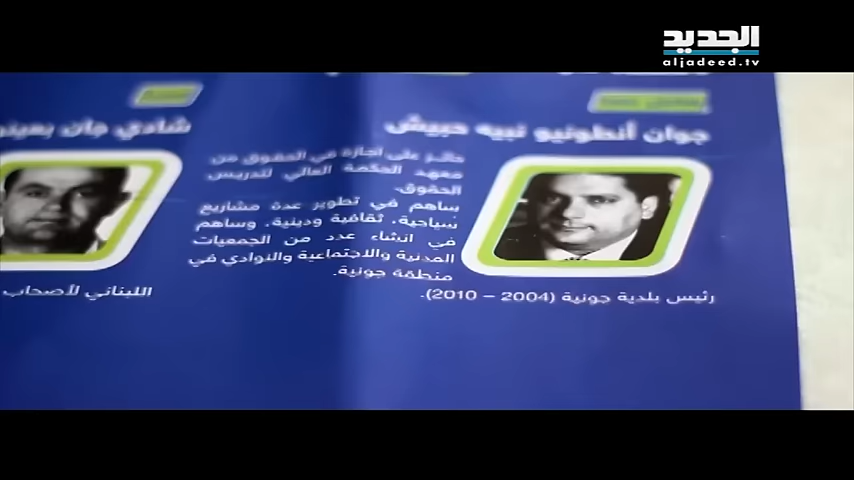 الجديد
aljadeed.tv
جوان أنطونيو نبيه حبيش
حائز على اجازة في الحقوق من
معهد الحكمة العالي لتدريس
الحقوق.
ساهم في تطوير عدة مشاريع
سياحية، ثقافية ودينية، وساهم
في انشاء عدد من الجمعيات
المدنية والاجتماعية والنوادي في
منطقة جونية.
رئيس بلدية جونية (2004 – 2010).
شادي جان
اللبناني لأصحاب